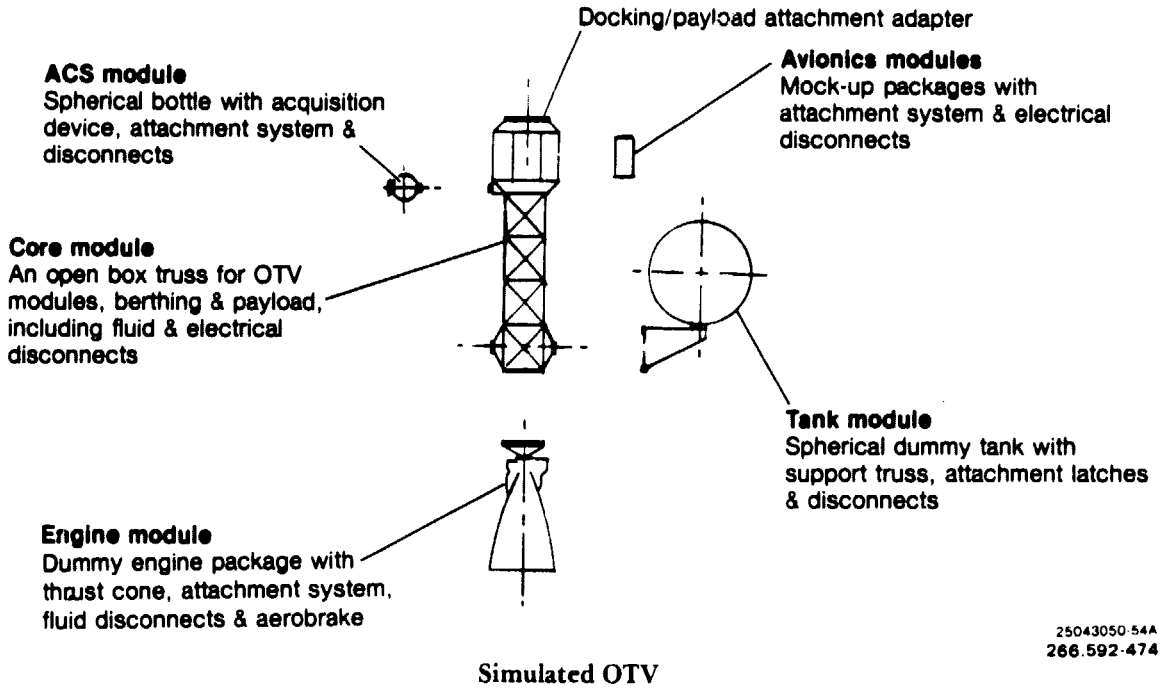 Docking/payload attachment adapter
ACS module
Spherical bottle with acquisition
device, attachment system &
disconnects
Avionics modules
Mock-up packages with
attachment system & electrical
disconnects
Core module
An open box truss for OTV
modules, berthing & payload,
including fluid & electrical
disconnects
Tank module
Spherical dummy tank with
support truss, attachment latches
& disconnects
Engine module
Dummy engine package with
thrust cone, attachment system,
fluid disconnects & aerobrake
25043050-54A
266.592-474
Simulated OTV